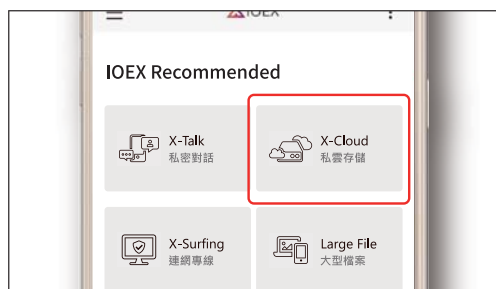 IOEX
IOEX Recommended
X-Talk
私密對話
X-Cloud
私雲存儲
X-Surfing
連網專線
Large File
大型檔案